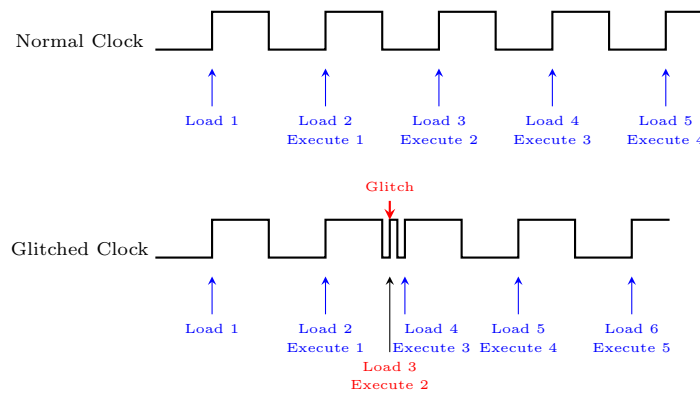 Normal Clock
Load 1
Load 2
Execute 1
Load 3
Execute 2
Load 4
Execute 3
Load 5
Execute 4
Glitch
Glitched Clock
Load 1
Load 2
Execute 1
Load 3
Execute 2
Load 4
Execute 3
Load 5
Execute 4
Load 6
Execute 5